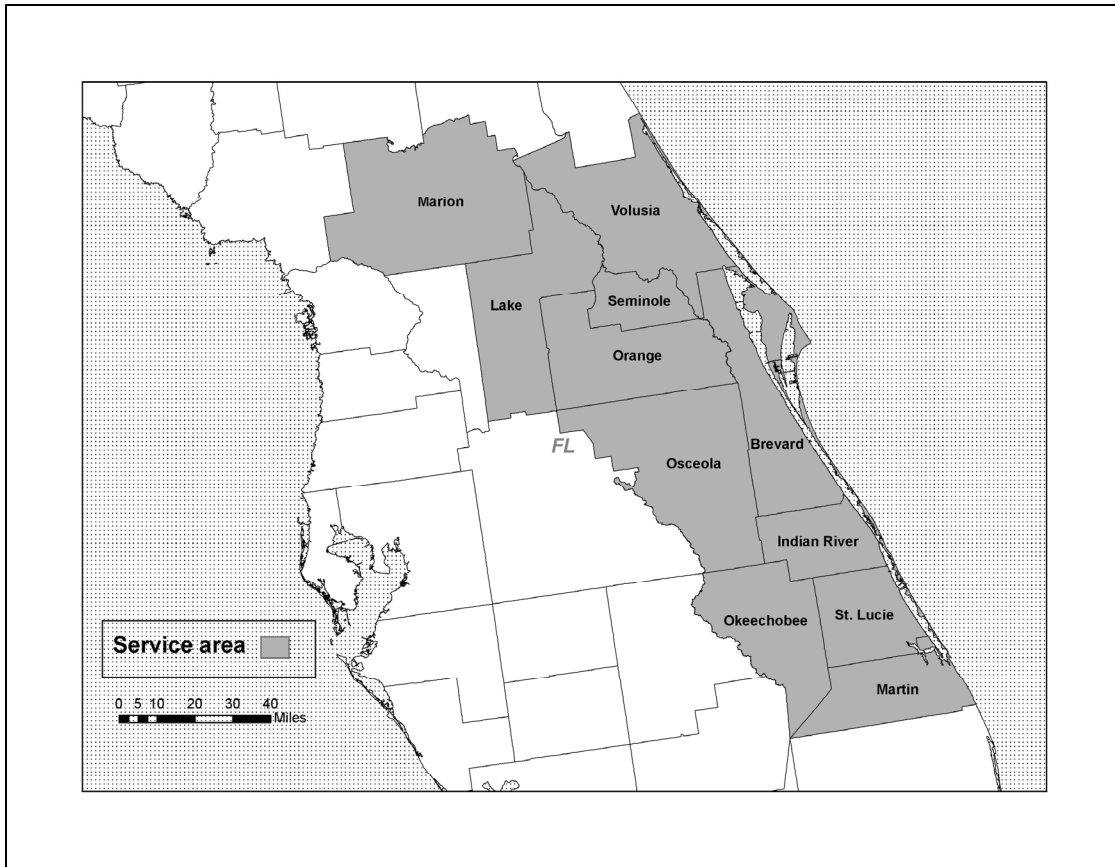 Marion
Volusia
Lake
Seminole
Orange
FL
Brevard
Osceola
Indian River
Okeechobee
St. Lucie
Martin
Service area
0 5 10 20 30 40
Miles